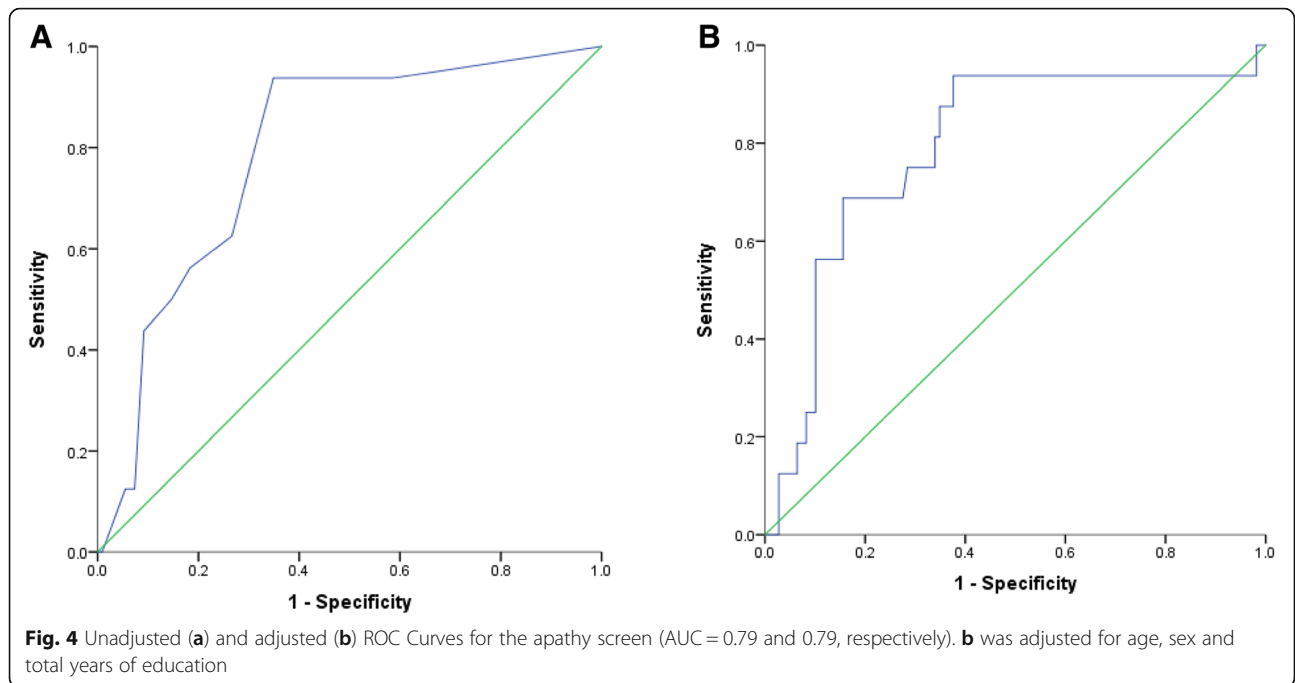 A
B
1.0
0.8
0.6
0.4
0.2
0.0
Sensitivity
0.0 0.2 0.4 0.6 0.8 1.0
1 - Specificity
1.0
0.8
0.6
0.4
0.2
0.0
Sensitivity
0.0 0.2 0.4 0.6 0.8 1.0
1 - Specificity
Fig. 4 Unadjusted (a) and adjusted (b) ROC Curves for the apathy screen (AUC = 0.79 and 0.79, respectively). b was adjusted for age, sex and
total years of education